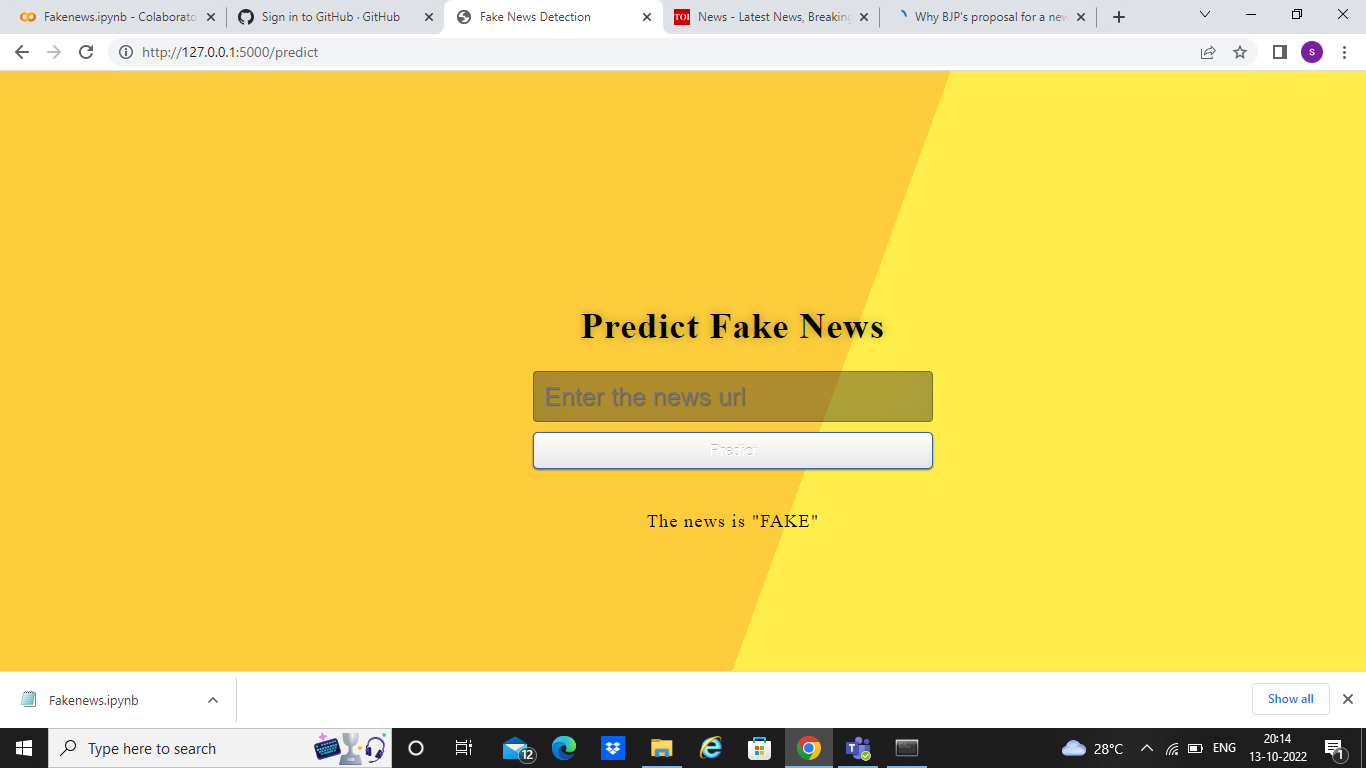 Fakenews.ipynb - Colaborato
Sign in to GitHub · GitHub
Fake News Detection
TOI
News - Latest News, Breaking
Why BJP's proposal for a new
http://127.0.0.1:5000/predict
s
Predict Fake News
Enter the news url
Predict
The news is "FAKE"
Fakenews.ipynb
Show all
Type here to search
12
28°C
ENG
20:14
13-10-2022
1